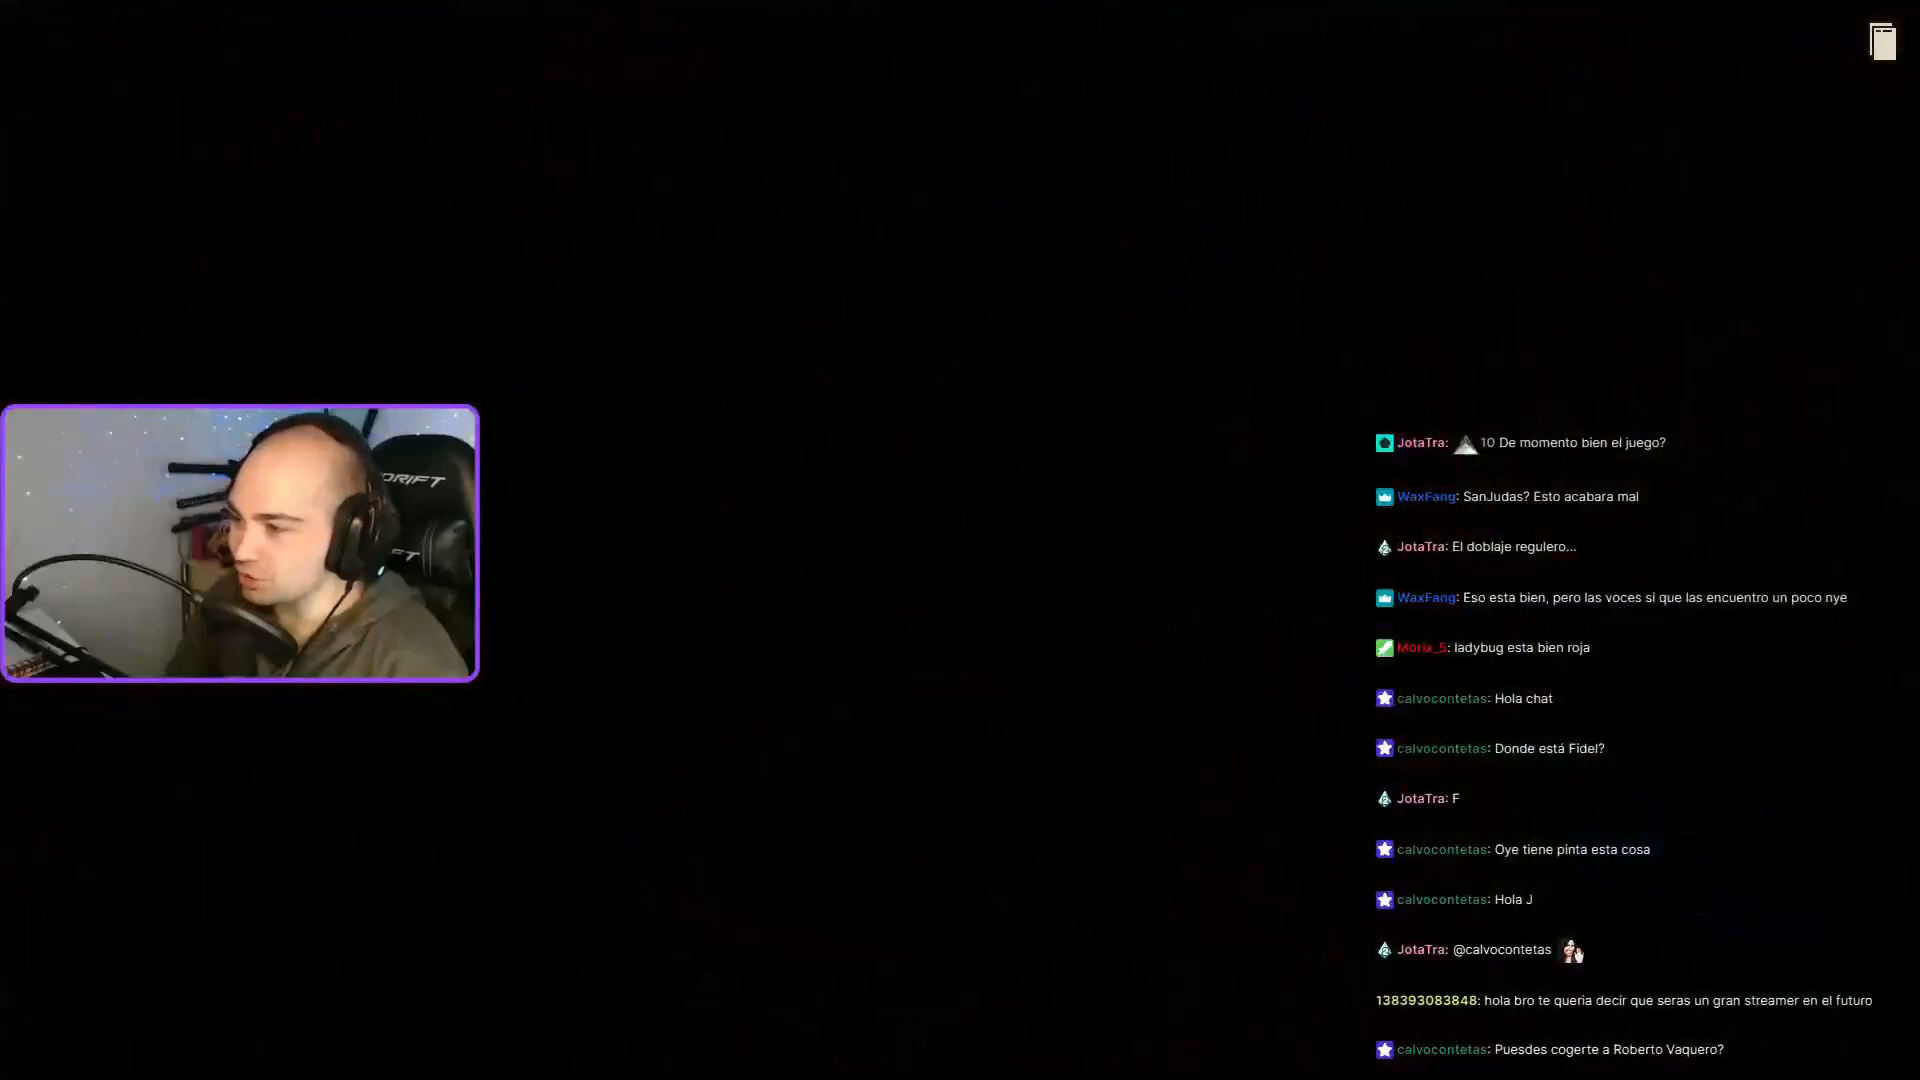 DRIFT
FT
JotaTra: 10 De momento bien el juego?
WaxFang: SanJudas? Esto acabara mal
JotaTra: El doblaje regulero...
WaxFang: Eso esta bien, pero las voces si que las encuentro un poco nye
Morix_5: ladybug esta bien roja
calvocontetas: Hola chat
calvocontetas: Donde está Fidel?
JotaTra: F
calvocontetas: Oye tiene pinta esta cosa
calvocontetas: Hola J
JotaTra: @calvocontetas
138393083848: hola bro te queria decir que seras un gran streamer en el futuro
calvocontetas: Puesdes cogerte a Roberto Vaquero?